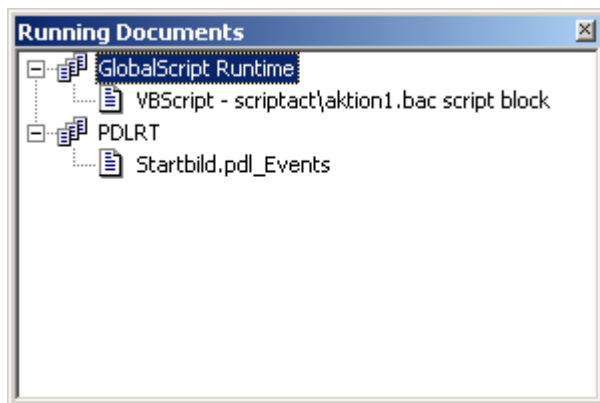 Running Documents
GlobalScript Runtime
VBScript - scriptact\aktion1.bac script block
PDLRT
Startbild.pdl_Events